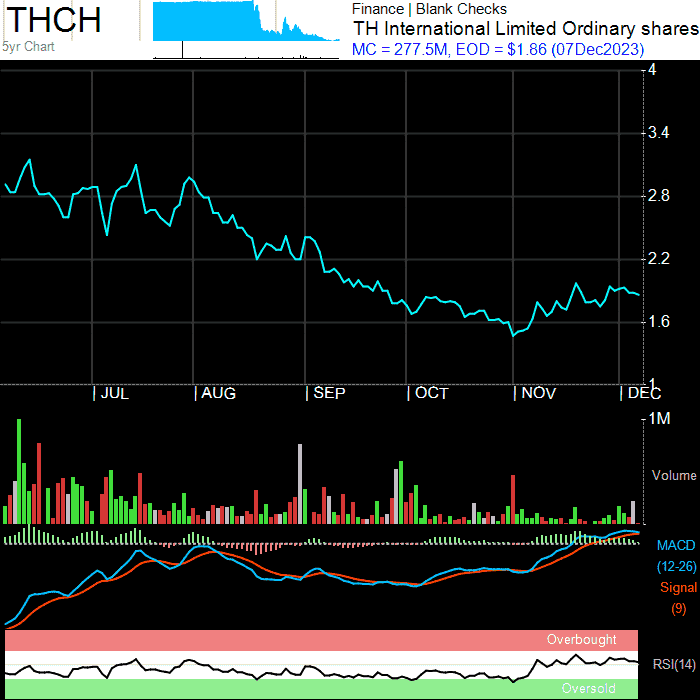 THCH
5yr Chart
Finance | Blank Checks
TH International Limited Ordinary shares
MC = 277.5M, EOD = $1.86 (07Dec2023)
4
3.4
2.8
2.2
1.6
1
| JUL | AUG | SEP | OCT | NOV | DEC
1M
Volume
MACD
(12-26)
Signal
(9)
Overbought
RSI(14)
Oversold